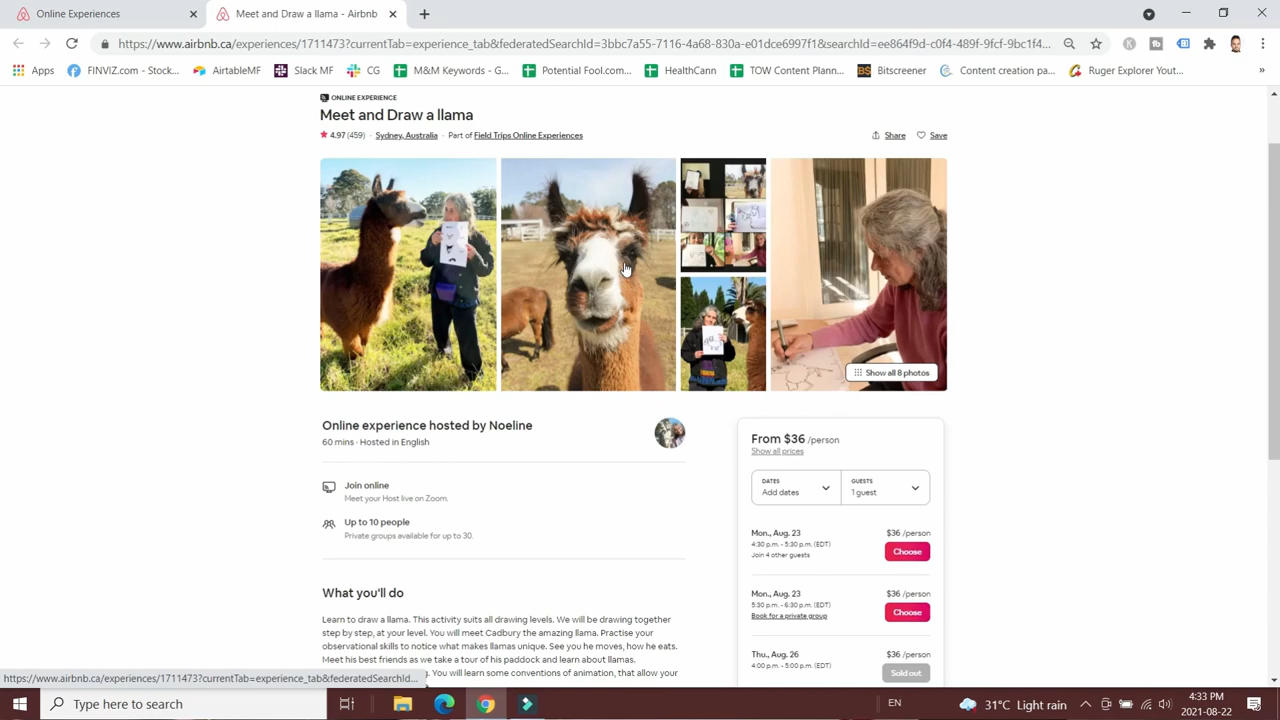 Online Experiences
Meet and Draw a llama - Airbnb
https://www.airbnb.ca/experiences/1711473?currentTab=experience_tab&federatedSearchId=3bbc7a55-7116-4a68-830a-e01dce6997f1&searchId=ee864f9d-c0f4-489f-9fcf-9bc1f4...
Apps
FINVIZ.com - Stock...
AirtableMF
Slack MF
CG
M&M Keywords - G...
Potential Fool.com...
HealthCann
TOW Content Plann...
Bitscreener
Content creation pa...
Ruger Explorer Yout...
»
ONLINE EXPERIENCE
Meet and Draw a llama
4.97 (459) · Sydney, Australia · Part of Field Trips Online Experiences
Share
Save
Show all 8 photos
Online experience hosted by Noeline
60 mins · Hosted in English
Join online
Meet your Host live on Zoom.
Up to 10 people
Private groups available for up to 30.
What you'll do
Learn to draw a llama. This activity suits all drawing levels. We will be drawing together
step by step, at your level. You will meet Cadbury the amazing llama. Practise your
observational skills to notice what makes llamas unique. See you he moves, how he eats.
Meet his best friends as we take a tour of his paddock and learn about llamas.
You will learn some conventions of animation, that allow your
From $36 /person
Show all prices
DATES
Add dates
GUESTS
1 guest
Mon., Aug. 23
$36 /person
4:30 p.m. - 5:30 p.m. (EDT)
Join 4 other guests
Choose
Mon., Aug. 23
$36 /person
5:30 p.m. - 6:30 p.m. (EDT)
Book for a private group
Choose
Thu., Aug. 26
$36 /person
4:00 p.m. - 5:00 p.m. (EDT)
Sold out
Type here to search
EN
31°C Light rain
4:33 PM
2021-08-22